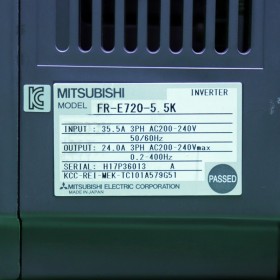 MITSUBISHI
INVERTER
MODEL FR-E720-5.5K
INPUT : 35.5A 3PH AC200-240V
50/60Hz
OUTPUT: 24.0A 3PH AC200-240Vmax
0.2-400Hz
SERIAL: H17P36013 A
KCC-REI-MEK-TC101A579G51
MITSUBISHI ELECTRIC CORPORATION
MADE IN JAPAN
PASSED